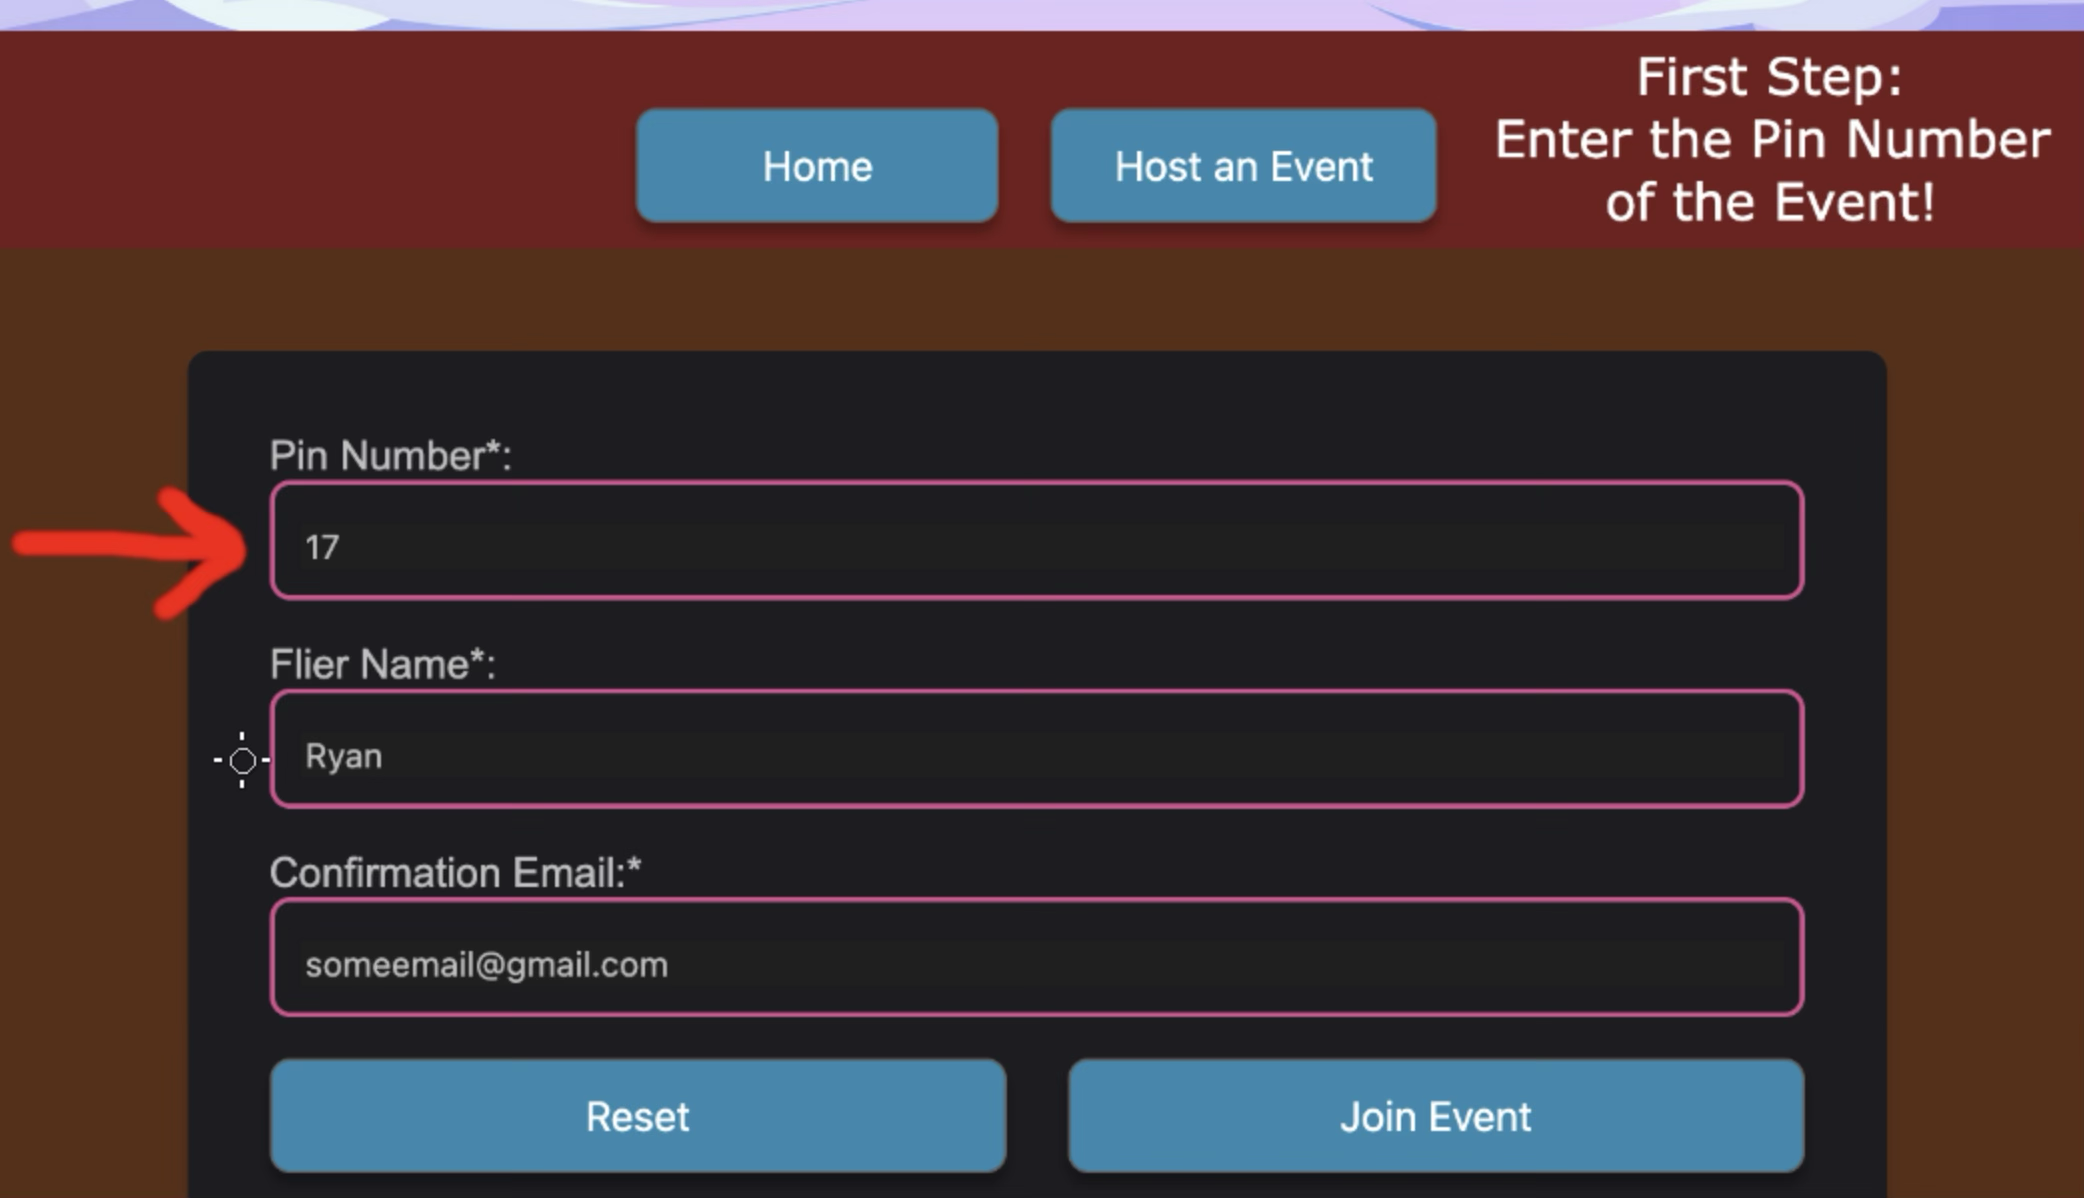 First Step:
Enter the Pin Number
of the Event!
Home
Host an Event
Pin Number*:
17
Flier Name*:
Ryan
Confirmation Email:*
someemail@gmail.com
Reset
Join Event